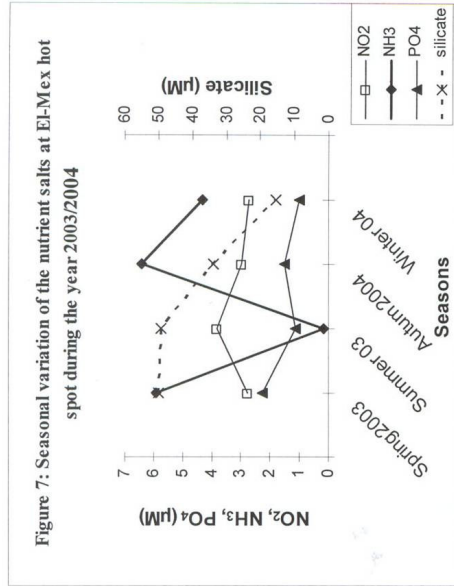 Figure 7: Seasonal variation of the nutrient salts at El-Mex hot
spot during the year 2003/2004
NO2, NH3, PO4 (µM)
7
6
5
4
3
2
1
0
Silicate (µM)
60
50
40
30
20
10
0
Spring2003
Summer 03
Autum2004
Winter 04
Seasons
NO2
NH3
PO4
silicate